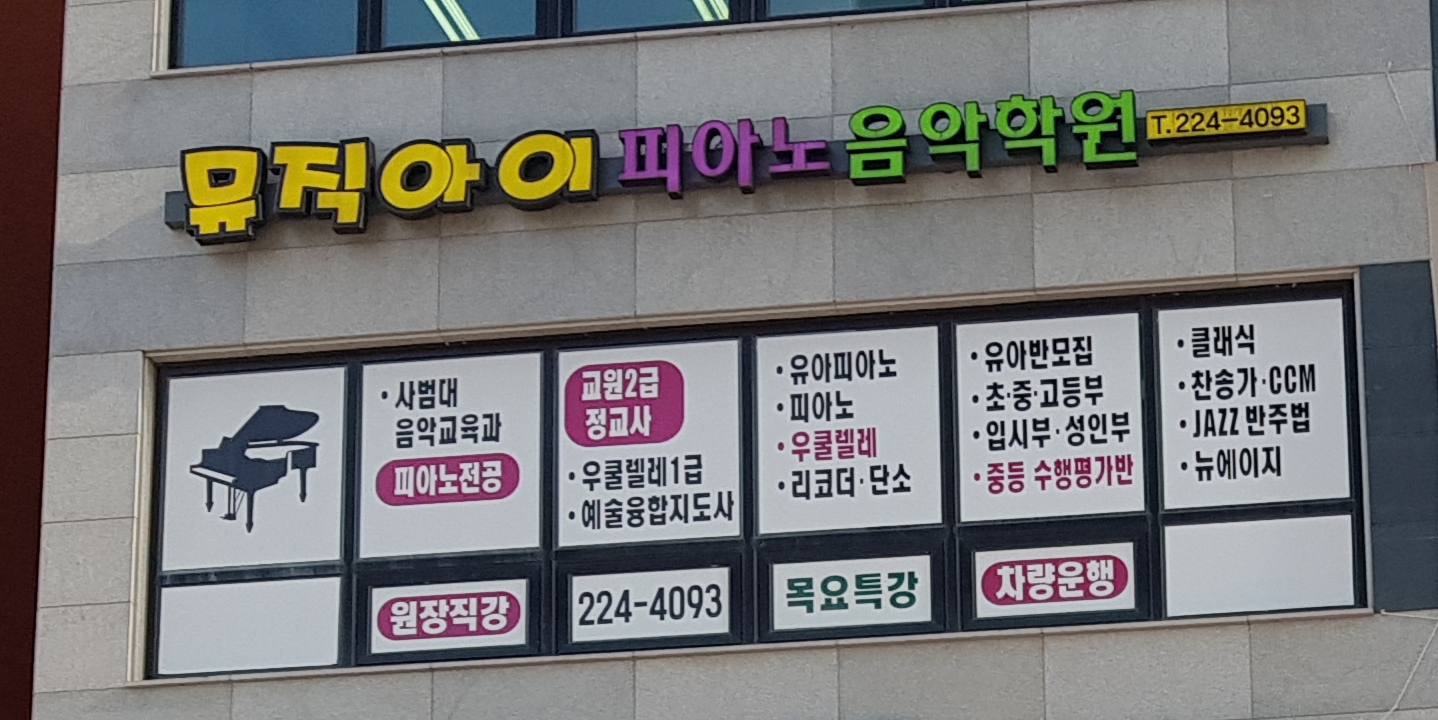 뮤직아이 피아노 음악학원 T.224-4093
• 사범대
음악교육과
피아노전공
교원2급
정교사
• 우쿨렐레1급
• 예술융합지도사
• 유아피아노
• 피아노
• 우쿨렐레
• 리코더·단소
• 유아반모집
• 초·중·고등부
• 입시부·성인부
• 중등 수행평가반
• 클래식
• 찬송가·CCM
• JAZZ 반주법
• 뉴에이지
원장직강
224-4093
목요특강
차량운행